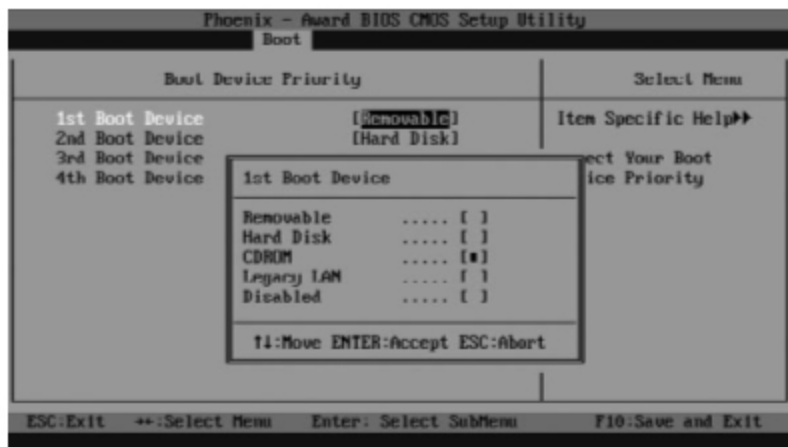 Phoenix - Award BIOS CMOS Setup Utility
Boot
Boot Device Priority
Select Menu
1st Boot Device [Removable]
2nd Boot Device [Hard Disk]
3rd Boot Device
4th Boot Device
Item Specific Help▶▶
ect Your Boot
ice Priority
1st Boot Device
Removable ..... [ ]
Hard Disk ..... [ ]
CDROM ..... [■]
Legacy LAN ..... [ ]
Disabled ..... [ ]
↑↓:Move ENTER:Accept ESC:Abort
ESC:Exit ↔:Select Menu Enter: Select SubMenu F10:Save and Exit